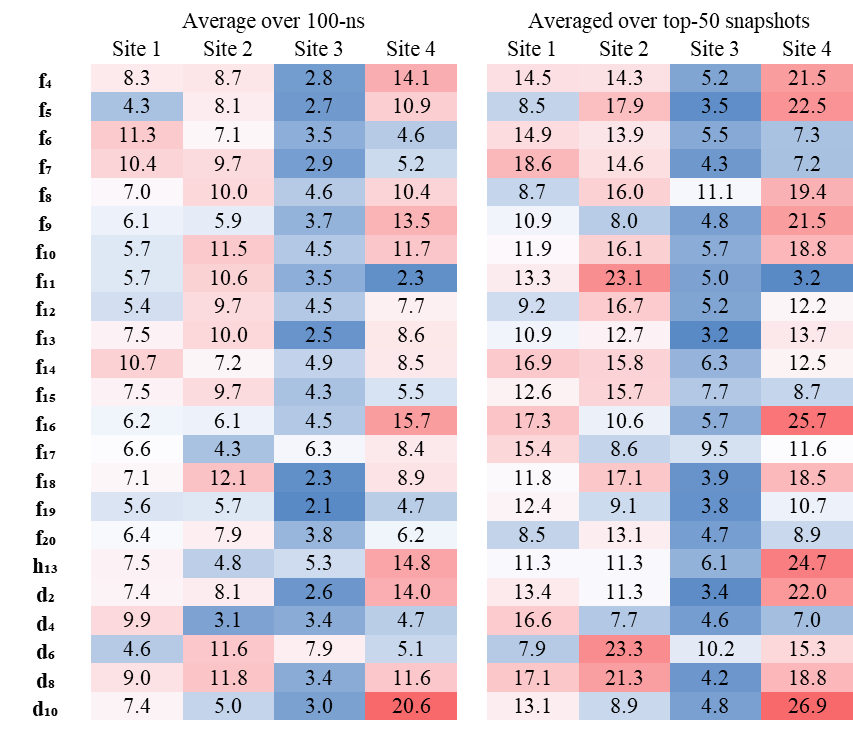 Average over 100-ns Averaged over top-50 snapshots
Site 1 Site 2 Site 3 Site 4 Site 1 Site 2 Site 3 Site 4
f₄ 8.3 8.7 2.8 14.1 14.5 14.3 5.2 21.5
f₅ 4.3 8.1 2.7 10.9 8.5 17.9 3.5 22.5
f₆ 11.3 7.1 3.5 4.6 14.9 13.9 5.5 7.3
f₇ 10.4 9.7 2.9 5.2 18.6 14.6 4.3 7.2
f₈ 7.0 10.0 4.6 10.4 8.7 16.0 11.1 19.4
f₉ 6.1 5.9 3.7 13.5 10.9 8.0 4.8 21.5
f₁₀ 5.7 11.5 4.5 11.7 11.9 16.1 5.7 18.8
f₁₁ 5.7 10.6 3.5 2.3 13.3 23.1 5.0 3.2
f₁₂ 5.4 9.7 4.5 7.7 9.2 16.7 5.2 12.2
f₁₃ 7.5 10.0 2.5 8.6 10.9 12.7 3.2 13.7
f₁₄ 10.7 7.2 4.9 8.5 16.9 15.8 6.3 12.5
f₁₅ 7.5 9.7 4.3 5.5 12.6 15.7 7.7 8.7
f₁₆ 6.2 6.1 4.5 15.7 17.3 10.6 5.7 25.7
f₁₇ 6.6 4.3 6.3 8.4 15.4 8.6 9.5 11.6
f₁₈ 7.1 12.1 2.3 8.9 11.8 17.1 3.9 18.5
f₁₉ 5.6 5.7 2.1 4.7 12.4 9.1 3.8 10.7
f₂₀ 6.4 7.9 3.8 6.2 8.5 13.1 4.7 8.9
h₁₃ 7.5 4.8 5.3 14.8 11.3 11.3 6.1 24.7
d₂ 7.4 8.1 2.6 14.0 13.4 11.3 3.4 22.0
d₄ 9.9 3.1 3.4 4.7 16.6 7.7 4.6 7.0
d₆ 4.6 11.6 7.9 5.1 7.9 23.3 10.2 15.3
d₈ 9.0 11.8 3.4 11.6 17.1 21.3 4.2 18.8
d₁₀ 7.4 5.0 3.0 20.6 13.1 8.9 4.8 26.9